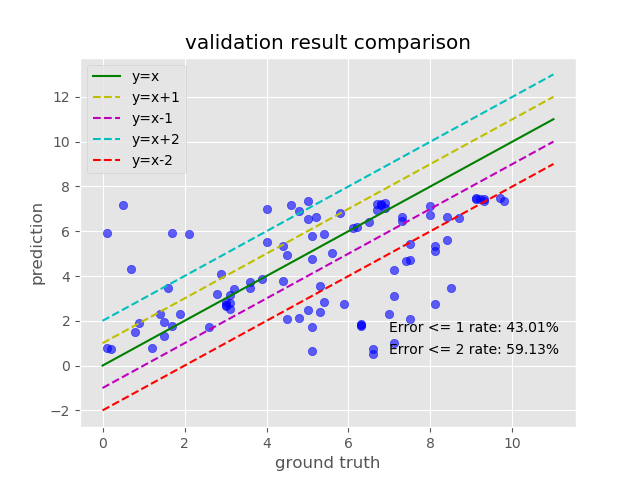 validation result comparison
y=x
y=x+1
y=x-1
y=x+2
y=x-2
12
10
8
6
4
2
0
−2
prediction
Error <= 1 rate: 43.01%
Error <= 2 rate: 59.13%
0 2 4 6 8 10
ground truth